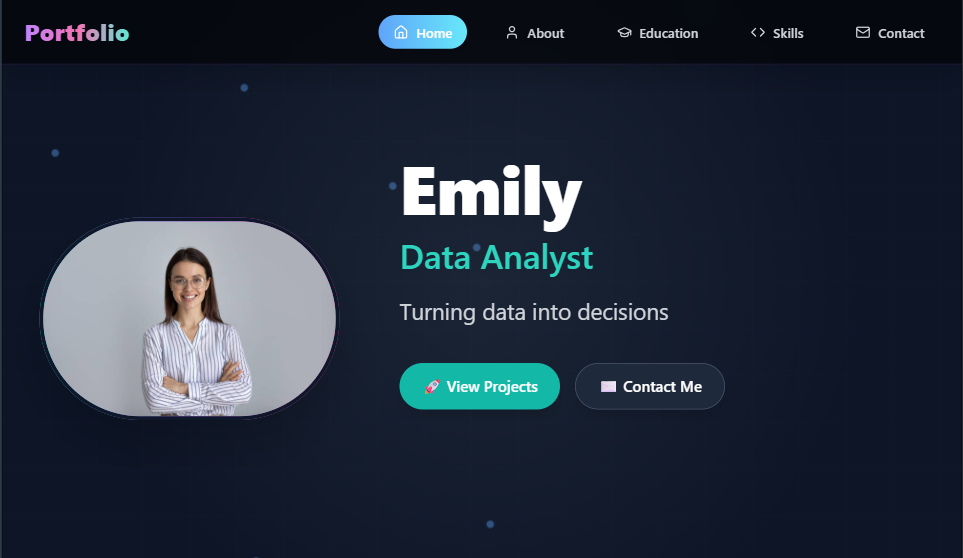 Portfolio
Home
About
Education
Skills
Contact
Emily
Data Analyst
Turning data into decisions
🚀 View Projects
✉️ Contact Me